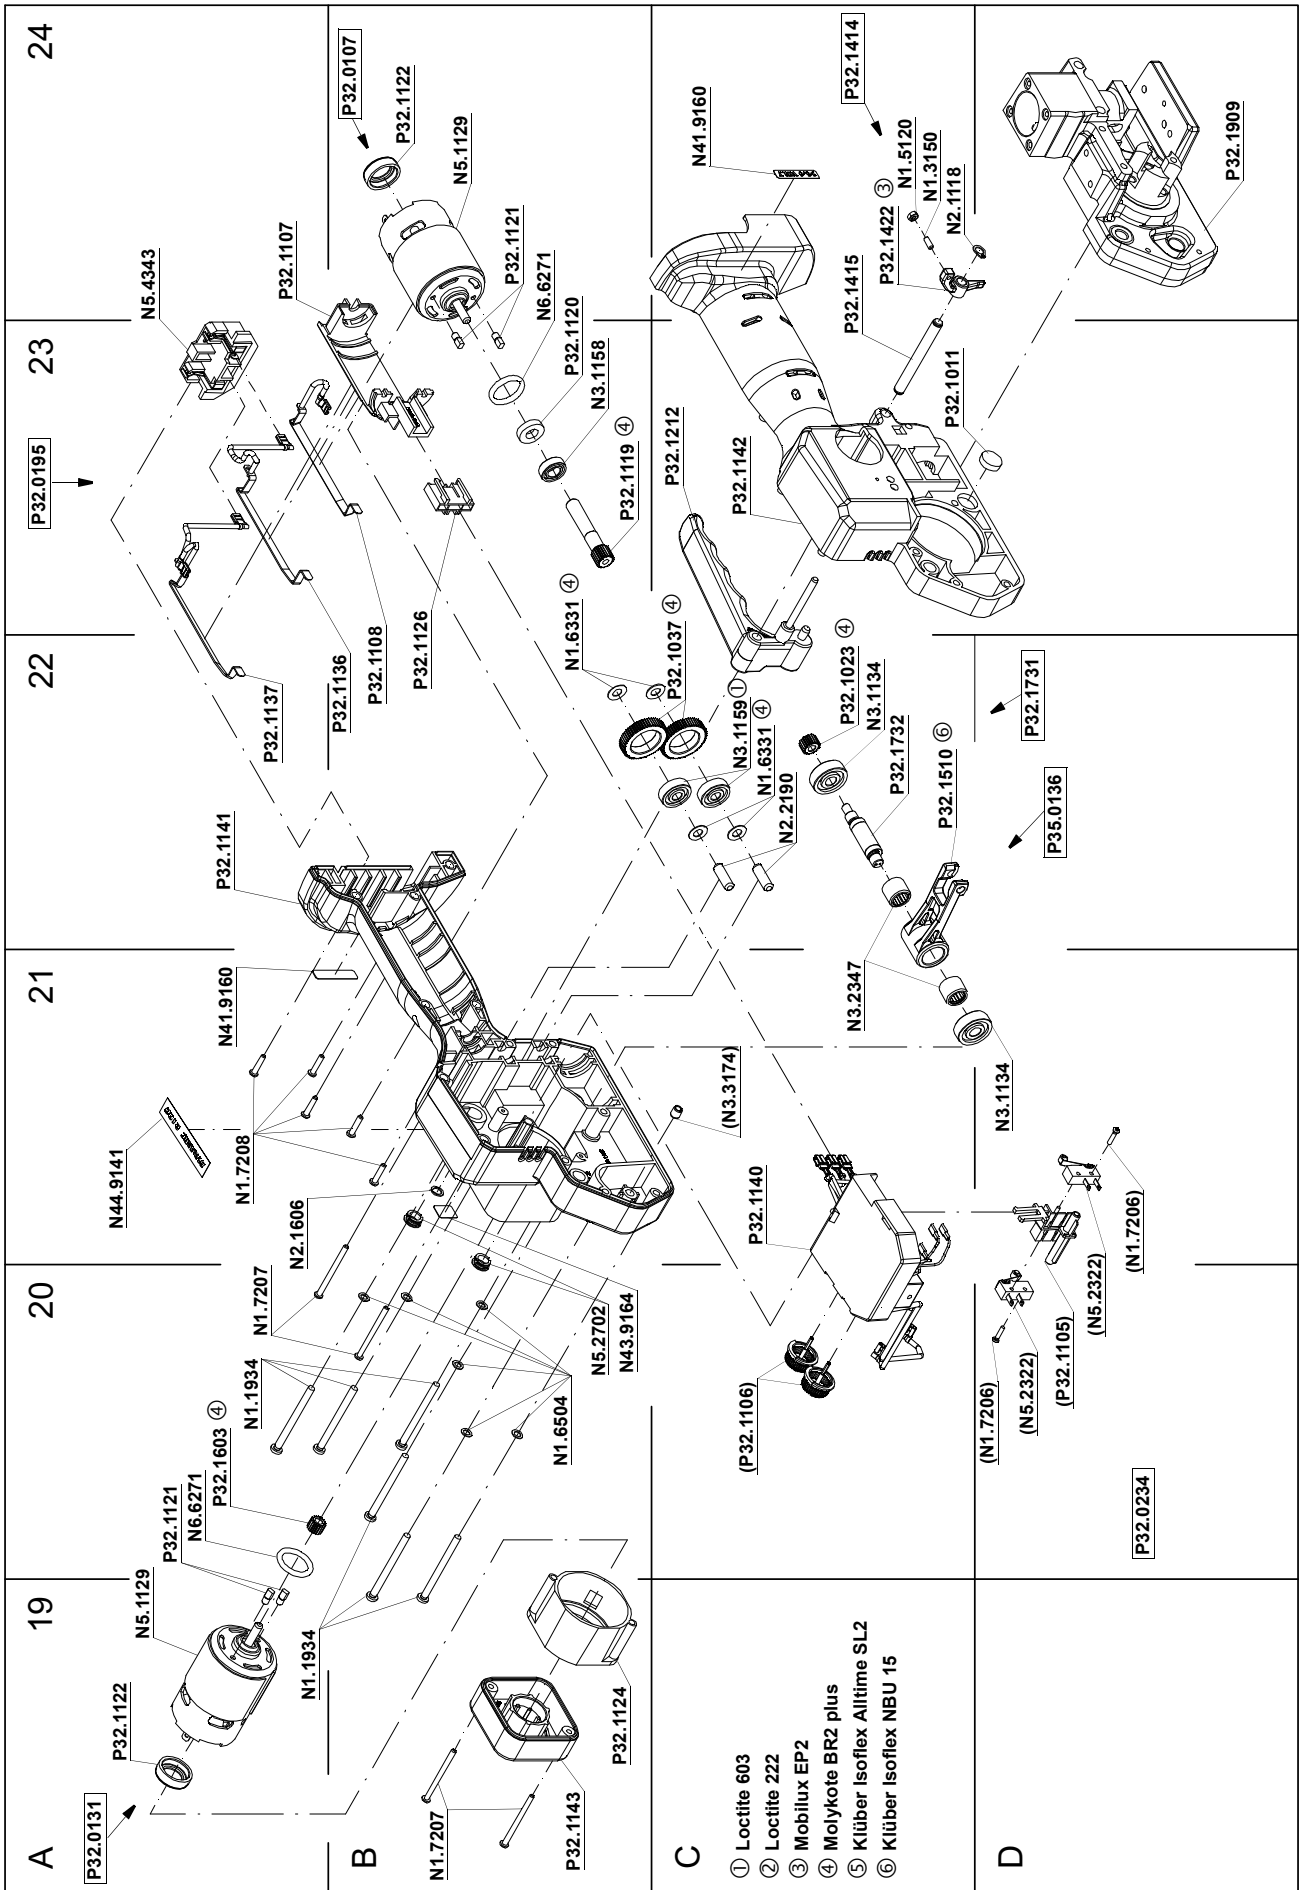 A
B
C
D
19
20
21
22
23
24
P32.0131
P32.1122
N5.1129
P32.1121
N6.6271
P32.1603 ④
N1.1934
N1.7207
N2.1606
N1.7208
N44.9141
N41.9160
P32.1141
P32.1137
P32.1136
P32.1108
P32.1126
P32.0195
N5.4343
P32.1107
P32.0107
P32.1122
N5.1129
P32.1121
N6.6271
P32.1120
N3.1158
P32.1119 ④
N1.7207
P32.1143
P32.1124
N1.1934
N1.6504
N5.2702
N43.9164
(N3.3174)
N1.6331 ④
P32.1037 ④
N3.1159 ①
N1.6331 ④
N2.2190
P32.1212
P32.1142
N41.9160
P32.1414
N1.5120
N1.3150
P32.1422 ③
N2.1118
P32.1415
P32.1011
P32.1909
P32.1023 ④
N3.1134
P32.1732
P32.1510 ⑥
P32.1731
P35.0136
N3.2347
N3.1134
P32.1140
(P32.1106)
(N1.7206)
(N5.2322)
(P32.1105)
(N5.2322)
(N1.7206)
P32.0234
① Loctite 603
② Loctite 222
③ Mobilux EP2
④ Molykote BR2 plus
⑤ Klüber Isoflex Alltime SL2
⑥ Klüber Isoflex NBU 15